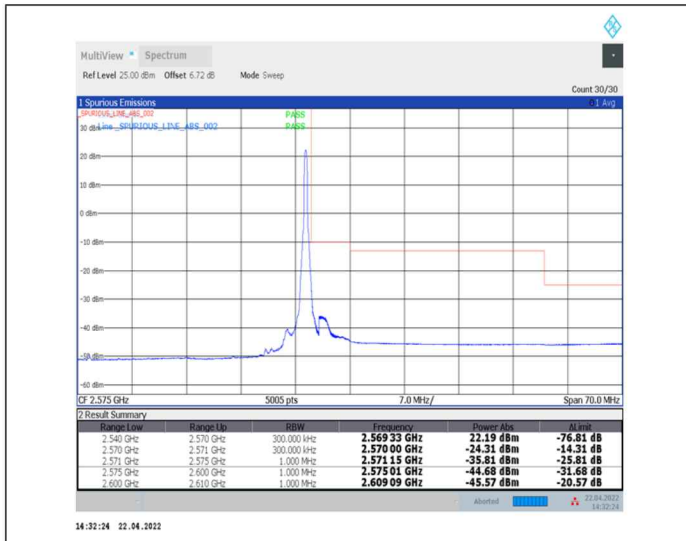 MultiView Spectrum
Ref Level 25.00 dBm Offset 6.72 dB Mode Sweep
Count 30/30
1 Spurious Emissions 1 Avg
_SPURIOUS_LINE_ABS_002 PASS
30 dBm Line _SPURIOUS_LINE_ABS_002 PASS
20 dBm
10 dBm
0 dBm
-10 dBm
-20 dBm
-30 dBm
-40 dBm
-50 dBm
-60 dBm
CF 2.575 GHz 5005 pts 7.0 MHz/ Span 70.0 MHz
2 Result Summary
Range Low Range Up RBW Frequency Power Abs ΔLimit
2.540 GHz 2.570 GHz 300.000 kHz 2.569 33 GHz 22.19 dBm -76.81 dB
2.570 GHz 2.571 GHz 300.000 kHz 2.570 00 GHz -24.31 dBm -14.31 dB
2.571 GHz 2.575 GHz 1.000 MHz 2.571 15 GHz -35.81 dBm -25.81 dB
2.575 GHz 2.600 GHz 1.000 MHz 2.575 01 GHz -44.68 dBm -31.68 dB
2.600 GHz 2.610 GHz 1.000 MHz 2.609 09 GHz -45.57 dBm -20.57 dB
Aborted 22.04.2022
14:32:24
14:32:24 22.04.2022